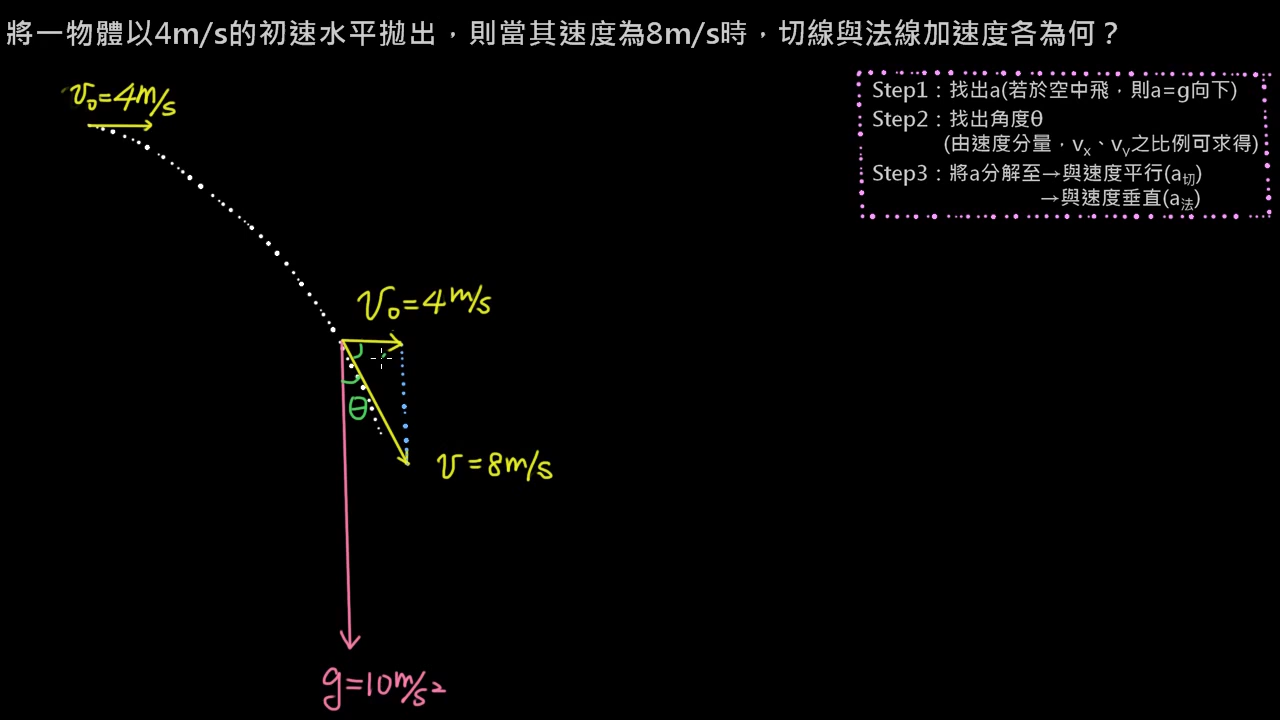 將一物體以4m/s的初速水平拋出，則當其速度為8m/s時，切線與法線加速度各為何？
Step1：找出a(若於空中飛，則a=g向下)
Step2：找出角度θ
(由速度分量，vx、vy之比例可求得)
Step3：將a分解至→與速度平行(a切)
→與速度垂直(a法)
v₀=4m/s
v₀=4m/s
θ
v=8m/s
g=10m/s²